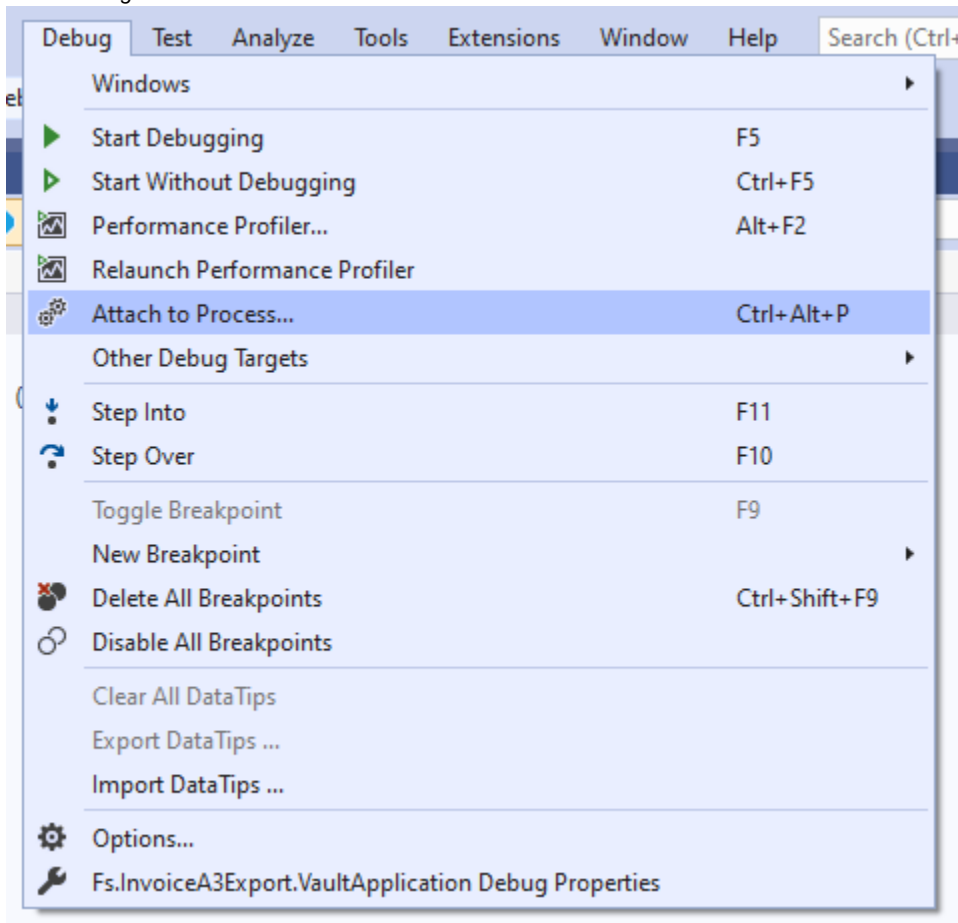 Debug Test Analyze Tools Extensions Window Help Search (Ctrl+
Windows
Start Debugging F5
Start Without Debugging Ctrl+F5
Performance Profiler... Alt+F2
Relaunch Performance Profiler
Attach to Process... Ctrl+Alt+P
Other Debug Targets
Step Into F11
Step Over F10
Toggle Breakpoint F9
New Breakpoint
Delete All Breakpoints Ctrl+Shift+F9
Disable All Breakpoints
Clear All DataTips
Export DataTips ...
Import DataTips ...
Options...
Fs.InvoiceA3Export.VaultApplication Debug Properties